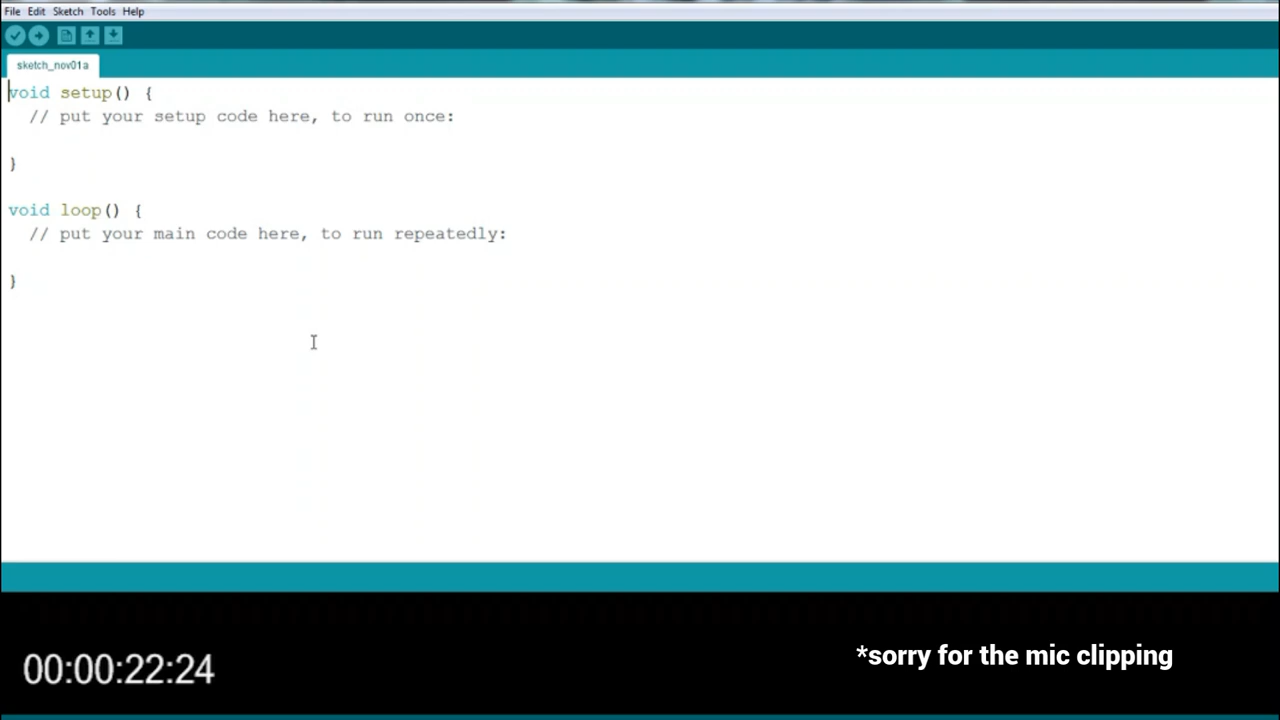 File Edit Sketch Tools Help
sketch_nov01a
void setup() {
  // put your setup code here, to run once:
}
void loop() {
  // put your main code here, to run repeatedly:
}
00:00:22:24
*sorry for the mic clipping